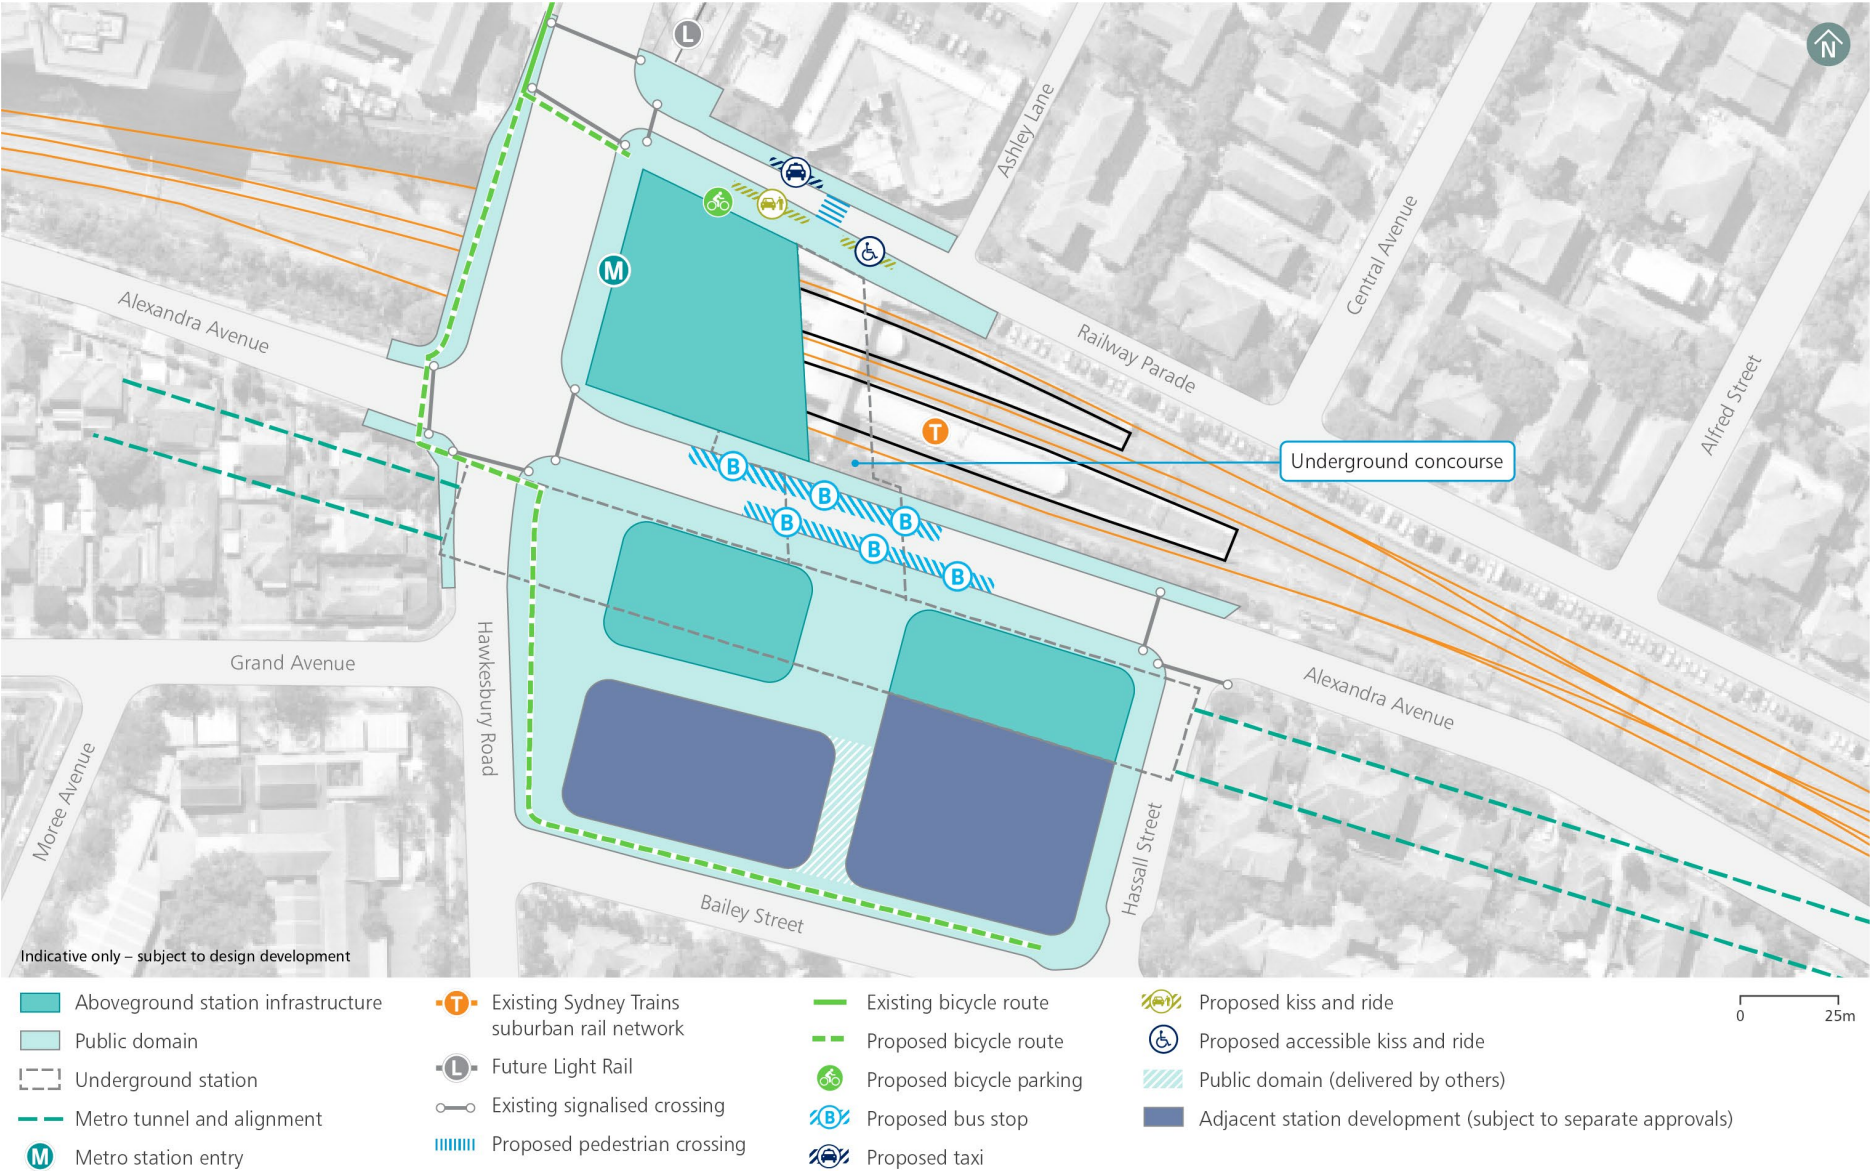 L
N
Ashley Lane
M
Central Avenue
Alexandra Avenue
Railway Parade
Alfred Street
T
Underground concourse
B
B
B
B
B
B
Grand Avenue
Hawkesbury Road
Alexandra Avenue
Moree Avenue
Hassall Street
Bailey Street
Indicative only – subject to design development
Aboveground station infrastructure
Public domain
Underground station
Metro tunnel and alignment
M Metro station entry
T Existing Sydney Trains
suburban rail network
L Future Light Rail
Existing signalised crossing
Proposed pedestrian crossing
Existing bicycle route
Proposed bicycle route
Proposed bicycle parking
B Proposed bus stop
Proposed taxi
Proposed kiss and ride
Proposed accessible kiss and ride
Public domain (delivered by others)
Adjacent station development (subject to separate approvals)
0 25m